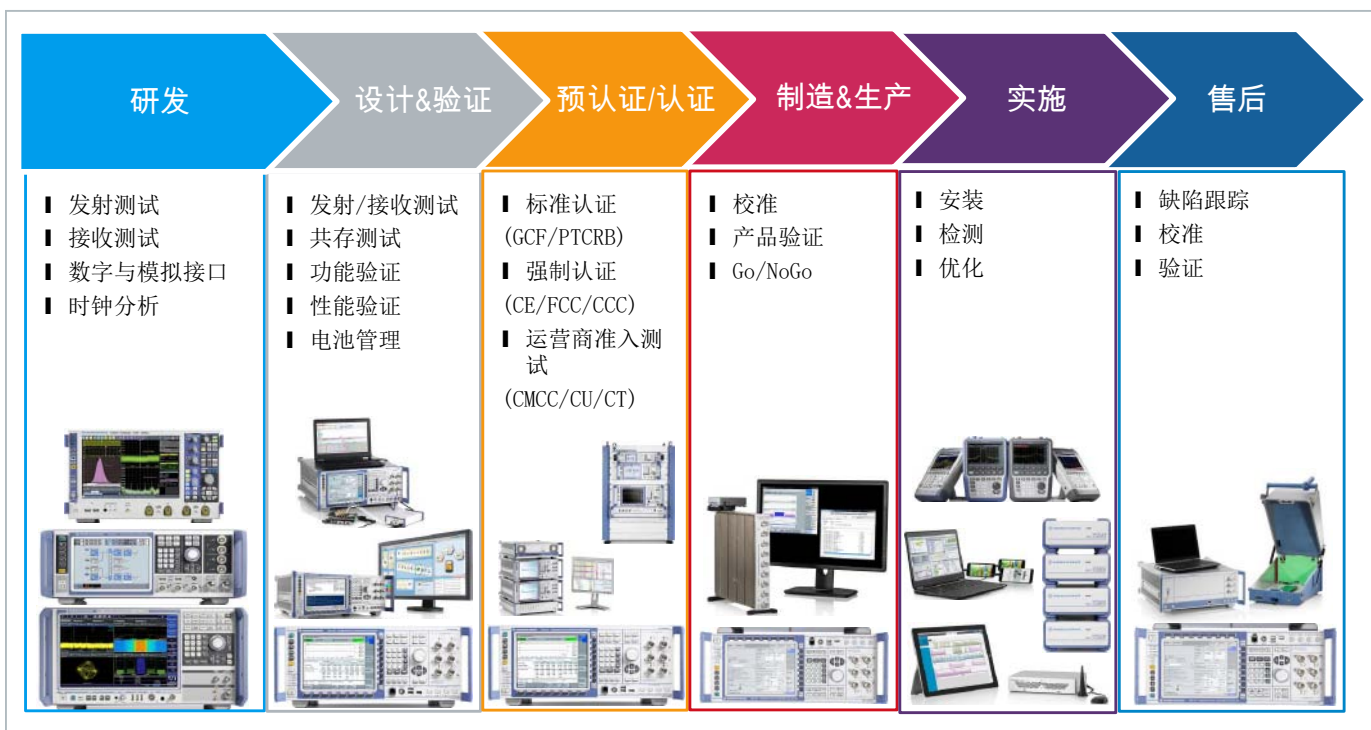 研发
设计&验证
预认证/认证
制造&生产
实施
售后
▌ 发射测试
▌ 接收测试
▌ 数字与模拟接口
▌ 时钟分析
▌ 发射/接收测试
▌ 共存测试
▌ 功能验证
▌ 性能验证
▌ 电池管理
▌ 标准认证
(GCF/PTCRB)
▌ 强制认证
(CE/FCC/CCC)
▌ 运营商准入测
试
(CMCC/CU/CT)
▌ 校准
▌ 产品验证
▌ Go/NoGo
▌ 安装
▌ 检测
▌ 优化
▌ 缺陷跟踪
▌ 校准
▌ 验证